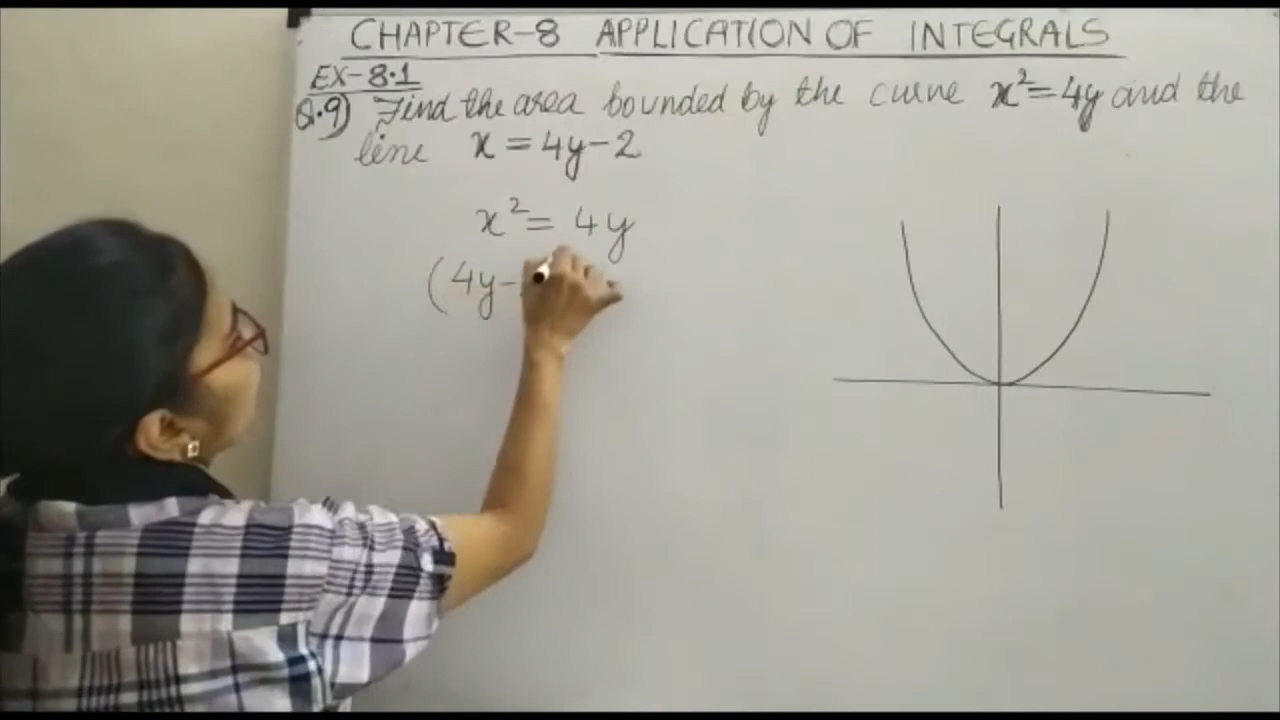 CHAPTER-8 APPLICATION OF INTEGRALS
EX-8.1
Q.9) Find the area bounded by the curve x²=4y and the
line x=4y-2
x²=4y
(4y-